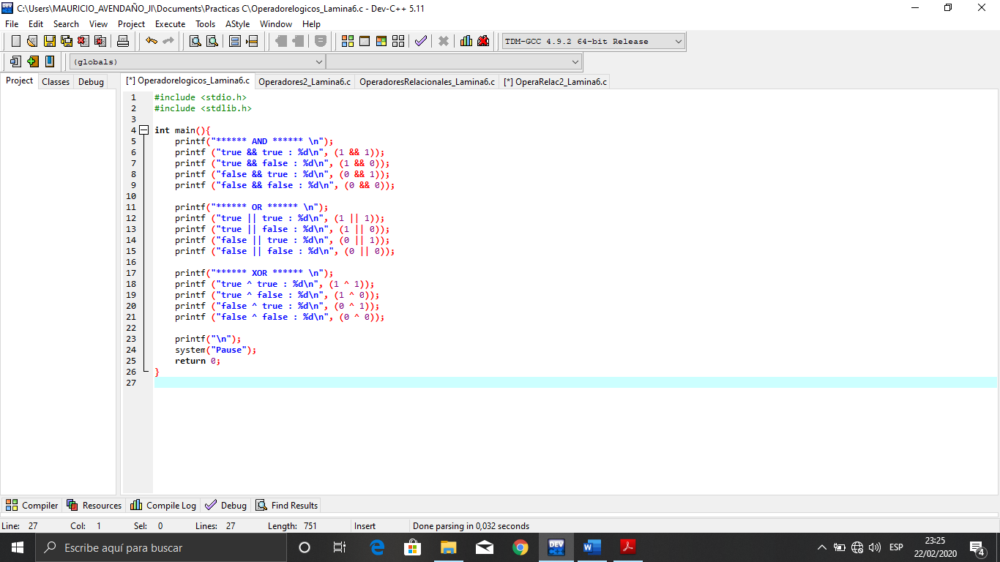 C:\Users\MAURICIO_AVENDAÑO_JI\Documents\Practicas C\Operadorelogicos_Lamina6.c - Dev-C++ 5.11
File Edit Search View Project Execute Tools AStyle Window Help
TDM-GCC 4.9.2 64-bit Release
(globals)
Project Classes Debug
[*] Operadorelogicos_Lamina6.c Operadores2_Lamina6.c OperadoresRelacionales_Lamina6.c [*] OperaRelac2_Lamina6.c
1 #include <stdio.h>
2 #include <stdlib.h>
3
4 int main(){
5 printf("****** AND ****** \n");
6 printf ("true && true : %d\n", (1 && 1));
7 printf ("true && false : %d\n", (1 && 0));
8 printf ("false && true : %d\n", (0 && 1));
9 printf ("false && false : %d\n", (0 && 0));
10
11 printf("****** OR ****** \n");
12 printf ("true || true : %d\n", (1 || 1));
13 printf ("true || false : %d\n", (1 || 0));
14 printf ("false || true : %d\n", (0 || 1));
15 printf ("false || false : %d\n", (0 || 0));
16
17 printf("****** XOR ****** \n");
18 printf ("true ^ true : %d\n", (1 ^ 1));
19 printf ("true ^ false : %d\n", (1 ^ 0));
20 printf ("false ^ true : %d\n", (0 ^ 1));
21 printf ("false ^ false : %d\n", (0 ^ 0));
22
23 printf("\n");
24 system("Pause");
25 return 0;
26 }
27
Compiler Resources Compile Log Debug Find Results
Line: 27 Col: 1 Sel: 0 Lines: 27 Length: 751 Insert Done parsing in 0,032 seconds
Escribe aquí para buscar
DEV
ESP
23:25
22/02/2020
4